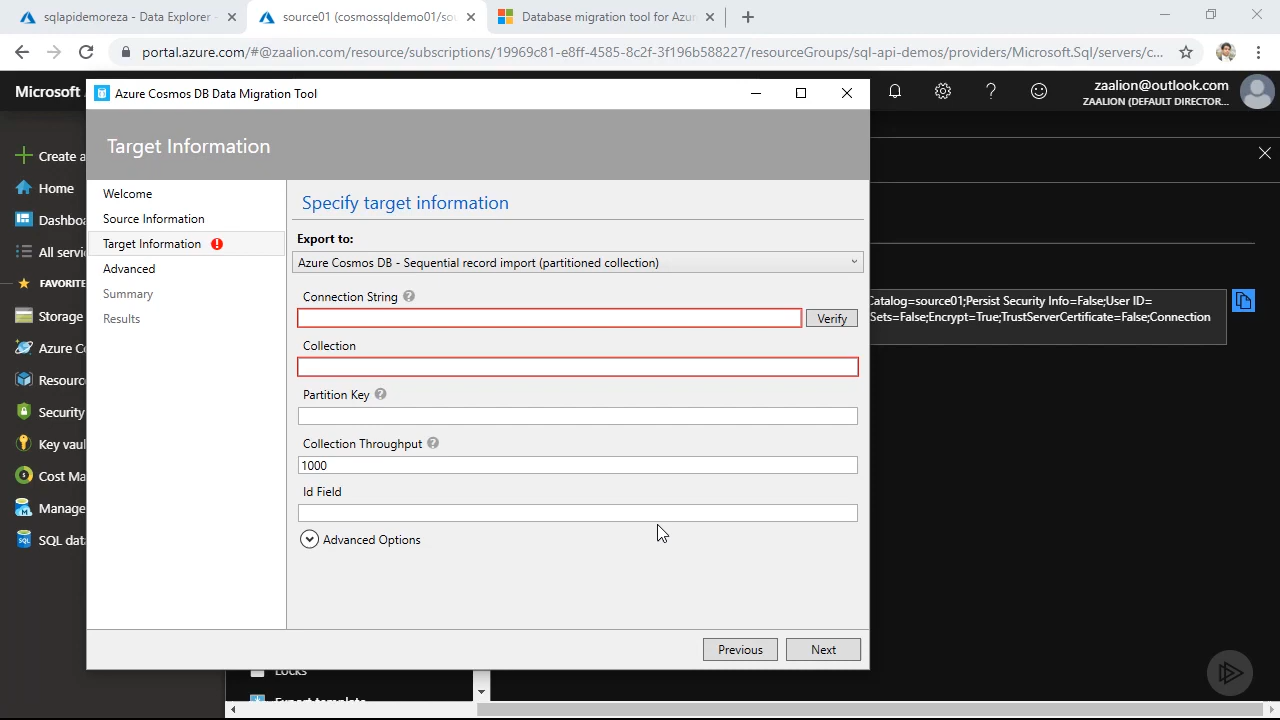 sqlapidemoreza - Data Explorer
source01 (cosmossqldemo01/so
Database migration tool for Azu
portal.azure.com/#@zaalion.com/resource/subscriptions/19969c81-e8ff-4585-8c2f-3f196b588227/resourceGroups/sql-api-demos/providers/Microsoft.Sql/servers/c...
Microsoft
zaalion@outlook.com
ZAALION (DEFAULT DIRECTOR...
Azure Cosmos DB Data Migration Tool
Target Information
Create a
Home
Dashboa
All servi
FAVORITE
Storage
Azure C
Resourc
Security
Key vaul
Cost Ma
Manage
SQL dat
Welcome
Source Information
Target Information
Advanced
Summary
Results
Specify target information
Export to:
Azure Cosmos DB - Sequential record import (partitioned collection)
Connection String
Verify
Collection
Partition Key
Collection Throughput
1000
Id Field
Advanced Options
Previous
Next
Catalog=source01;Persist Security Info=False;User ID=
Sets=False;Encrypt=True;TrustServerCertificate=False;Connection
Locks
Export template